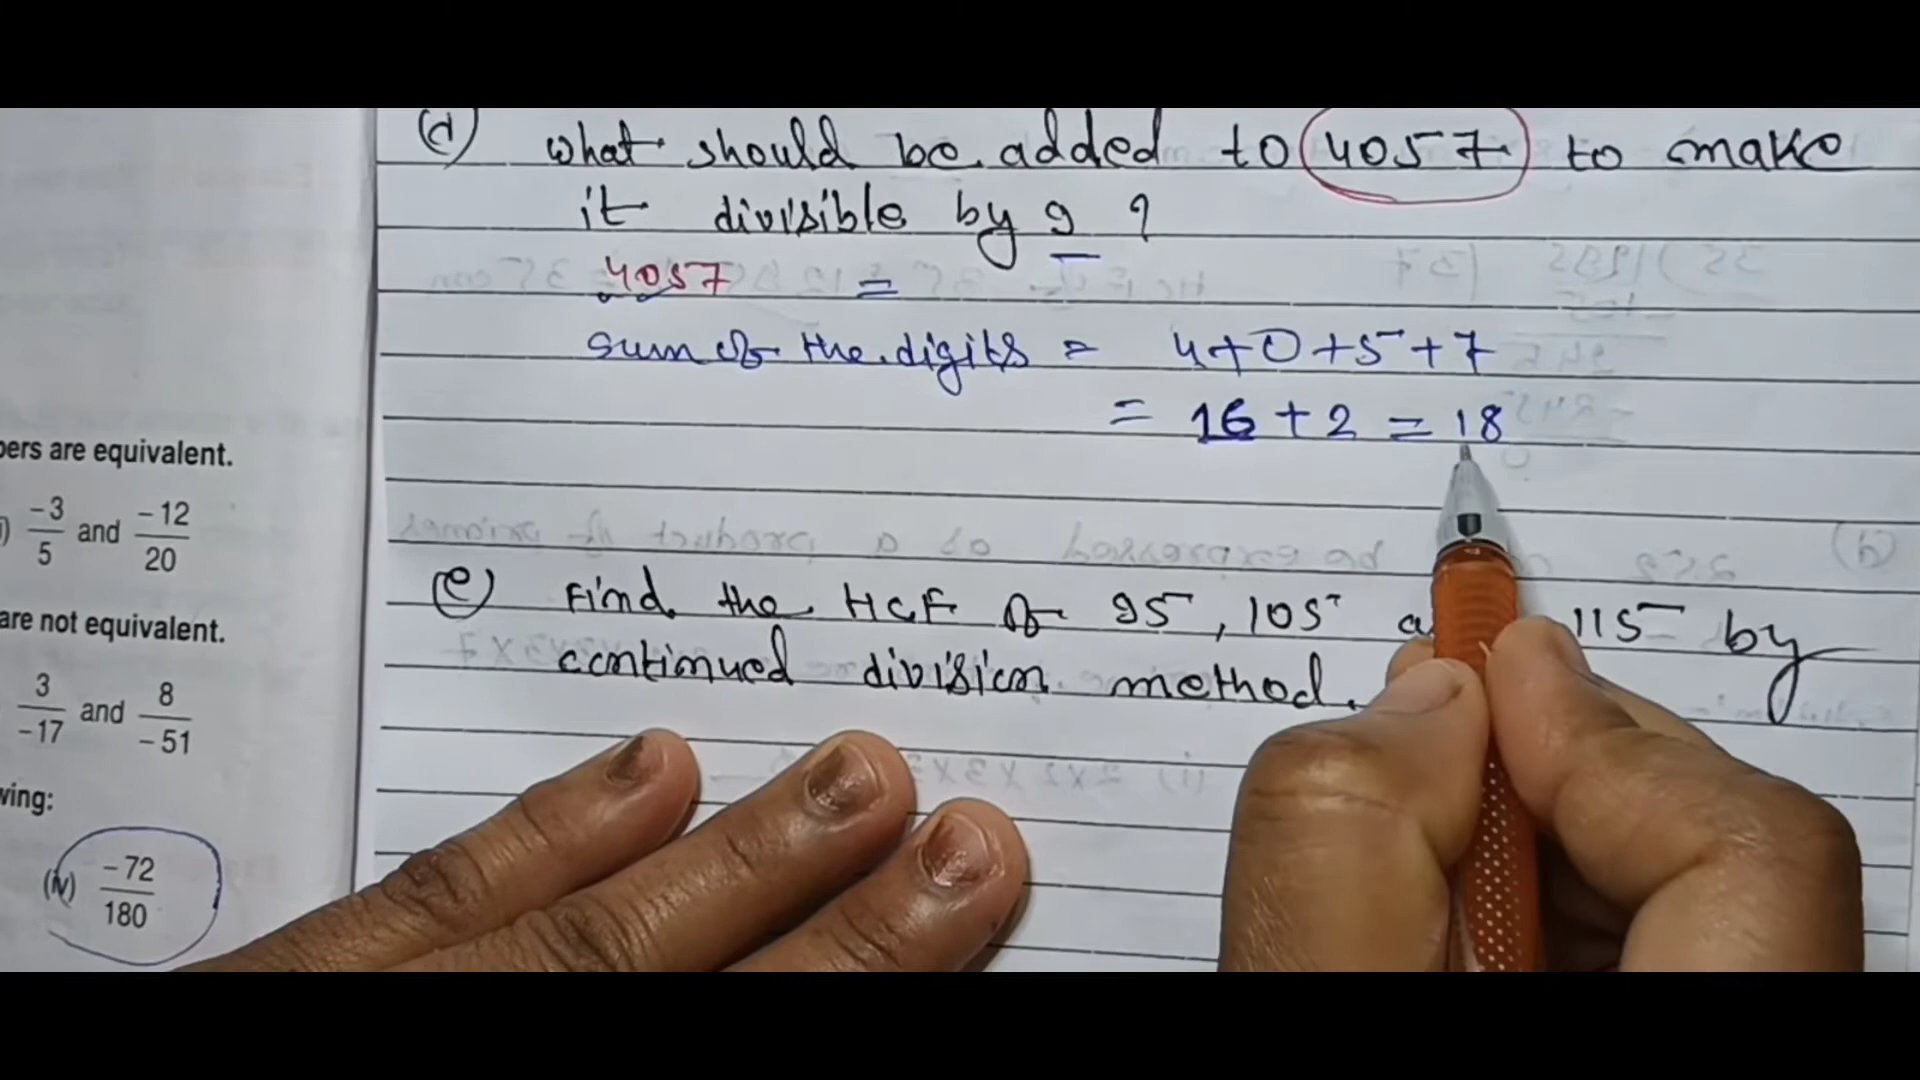 (d) what should be added to 4057 to make
it divisible by 9 ?
4057 =
sum of the digits = 4+0+5+7
= 16 + 2 = 18
(e) Find the HCF of 95, 105 115 by
continued division method.
bers are equivalent.
-3/5 and -12/20
are not equivalent.
3/-17 and 8/-51
wing:
(iv) -72/180